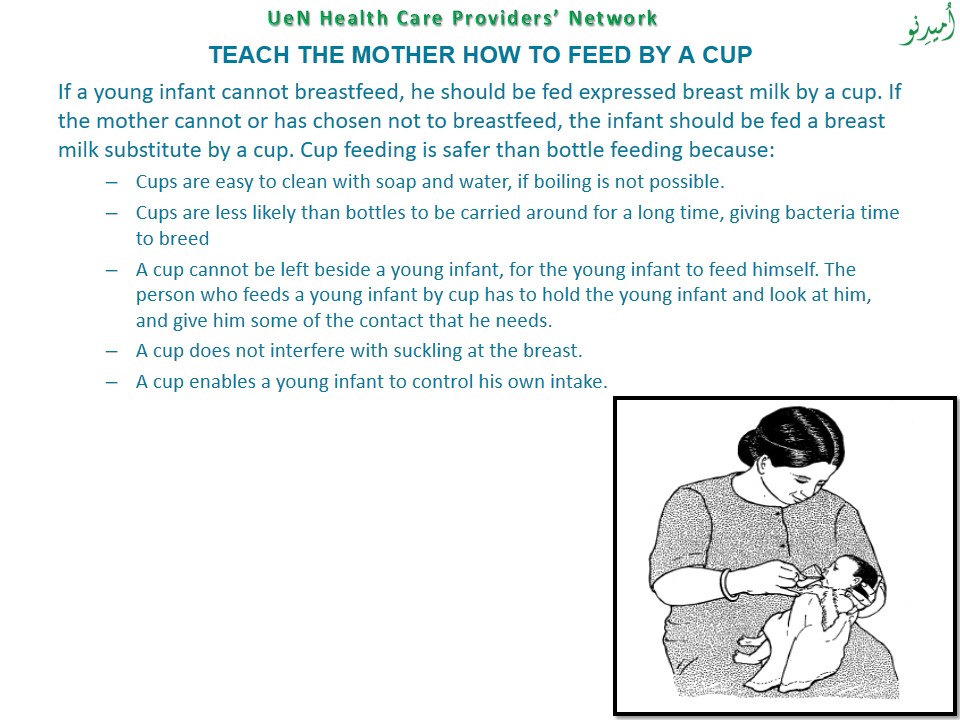 UeN Health Care Providers’ Network
اُميدِنو
TEACH THE MOTHER HOW TO FEED BY A CUP
If a young infant cannot breastfeed, he should be fed expressed breast milk by a cup. If
the mother cannot or has chosen not to breastfeed, the infant should be fed a breast
milk substitute by a cup. Cup feeding is safer than bottle feeding because:
– Cups are easy to clean with soap and water, if boiling is not possible.
– Cups are less likely than bottles to be carried around for a long time, giving bacteria time
to breed
– A cup cannot be left beside a young infant, for the young infant to feed himself. The
person who feeds a young infant by cup has to hold the young infant and look at him,
and give him some of the contact that he needs.
– A cup does not interfere with suckling at the breast.
– A cup enables a young infant to control his own intake.